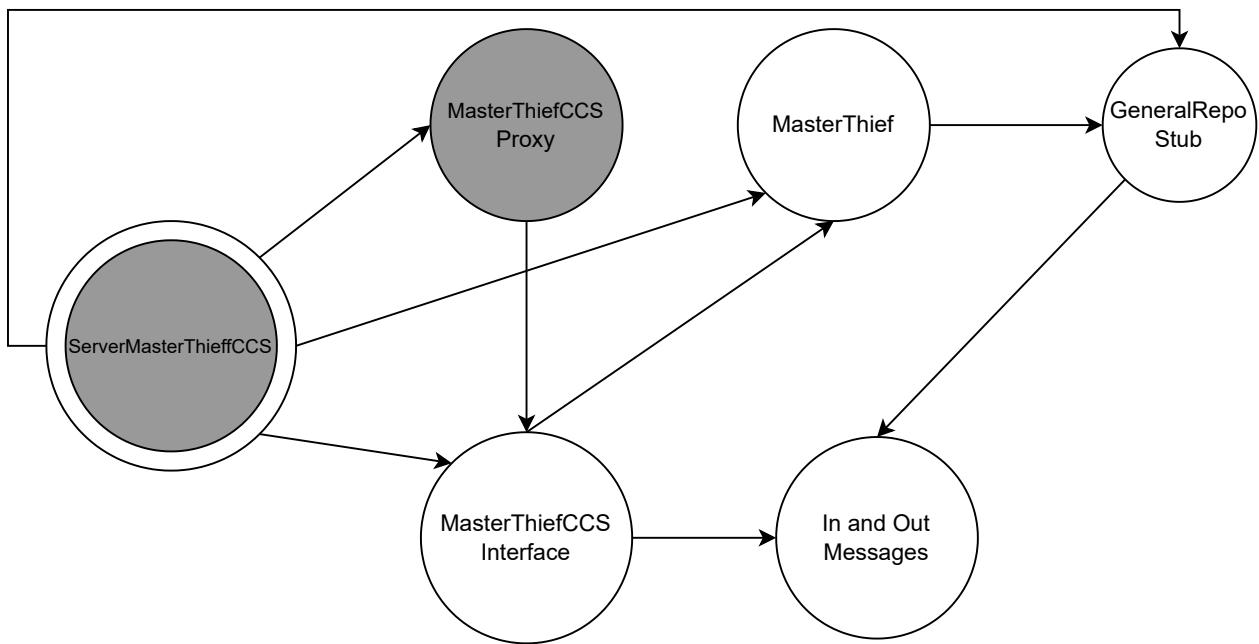 MasterThiefCCS
Proxy
MasterThief
GeneralRepo
Stub
ServerMasterThieffCCS
MasterThiefCCS
Interface
In and Out
Messages